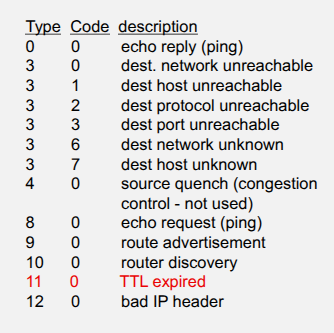 Type Code description
0 0 echo reply (ping)
3 0 dest. network unreachable
3 1 dest host unreachable
3 2 dest protocol unreachable
3 3 dest port unreachable
3 6 dest network unknown
3 7 dest host unknown
4 0 source quench (congestion
control - not used)
8 0 echo request (ping)
9 0 route advertisement
10 0 router discovery
11 0 TTL expired
12 0 bad IP header